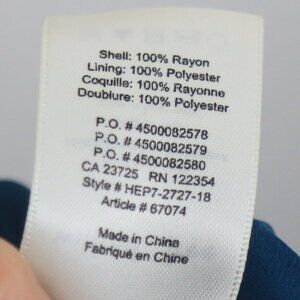 Shell: 100% Rayon
Lining: 100% Polyester
Coquille: 100% Rayonne
Doublure: 100% Polyester
P.O. # 4500082578
P.O. # 4500082579
P.O. # 4500082580
CA 23725 RN 122354
Style # HEP7-2727-18
Article # 67074
Made in China
Fabriqué en Chine